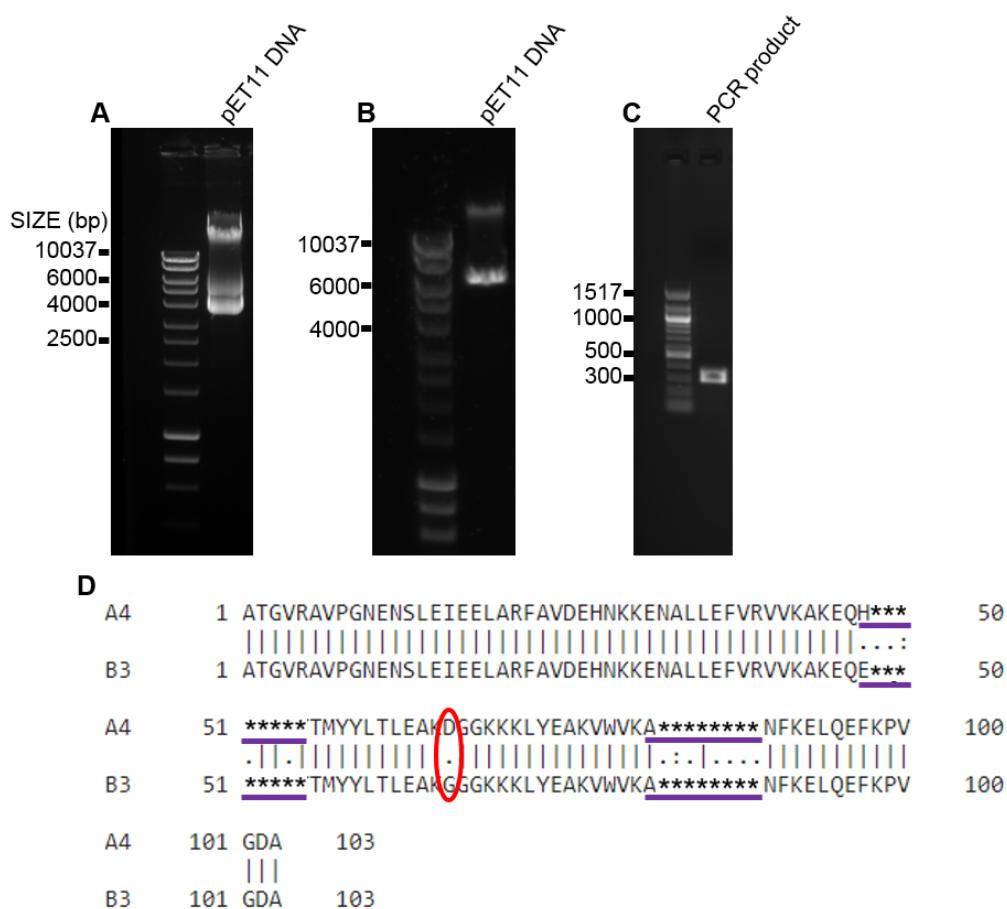 A
pET11 DNA
B
pET11 DNA
C
PCR product
SIZE (bp)
10037
6000
4000
2500
10037
6000
4000
1517
1000
500
300
D
A4 1 ATGVRAVPGNENSLEIEELARFAVDEHNKKENALLEFVRVVKAKEQH*** 50
||||||||||||||||||||||||||||||||||||||||||||||...:
B3 1 ATGVRAVPGNENSLEIEELARFAVDEHNKKENALLEFVRVVKAKEQE*** 50
A4 51 *****TMYYLTLEAKDGGKKKLYEAKVWVKA********NFKELQEFKPV 100
.||.|||||||||||.|||||||||||||||.:.|....|||||||||||
B3 51 *****TMYYLTLEAKGGGKKKLYEAKVWVKA********NFKELQEFKPV 100
A4 101 GDA 103
|||
B3 101 GDA 103